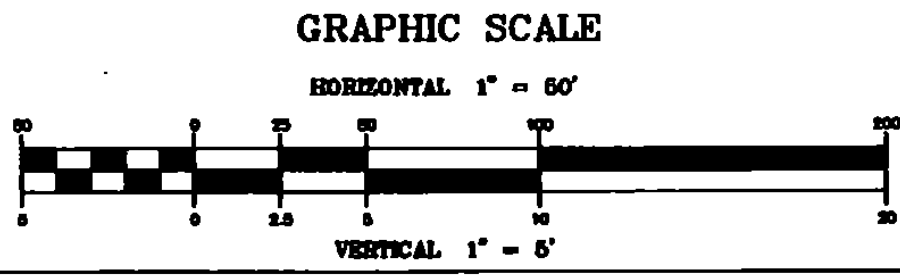 GRAPHIC SCALE
HORIZONTAL 1" = 50'
50 0 25 50 100 200
5 0 2.5 5 10 20
VERTICAL 1" = 5'